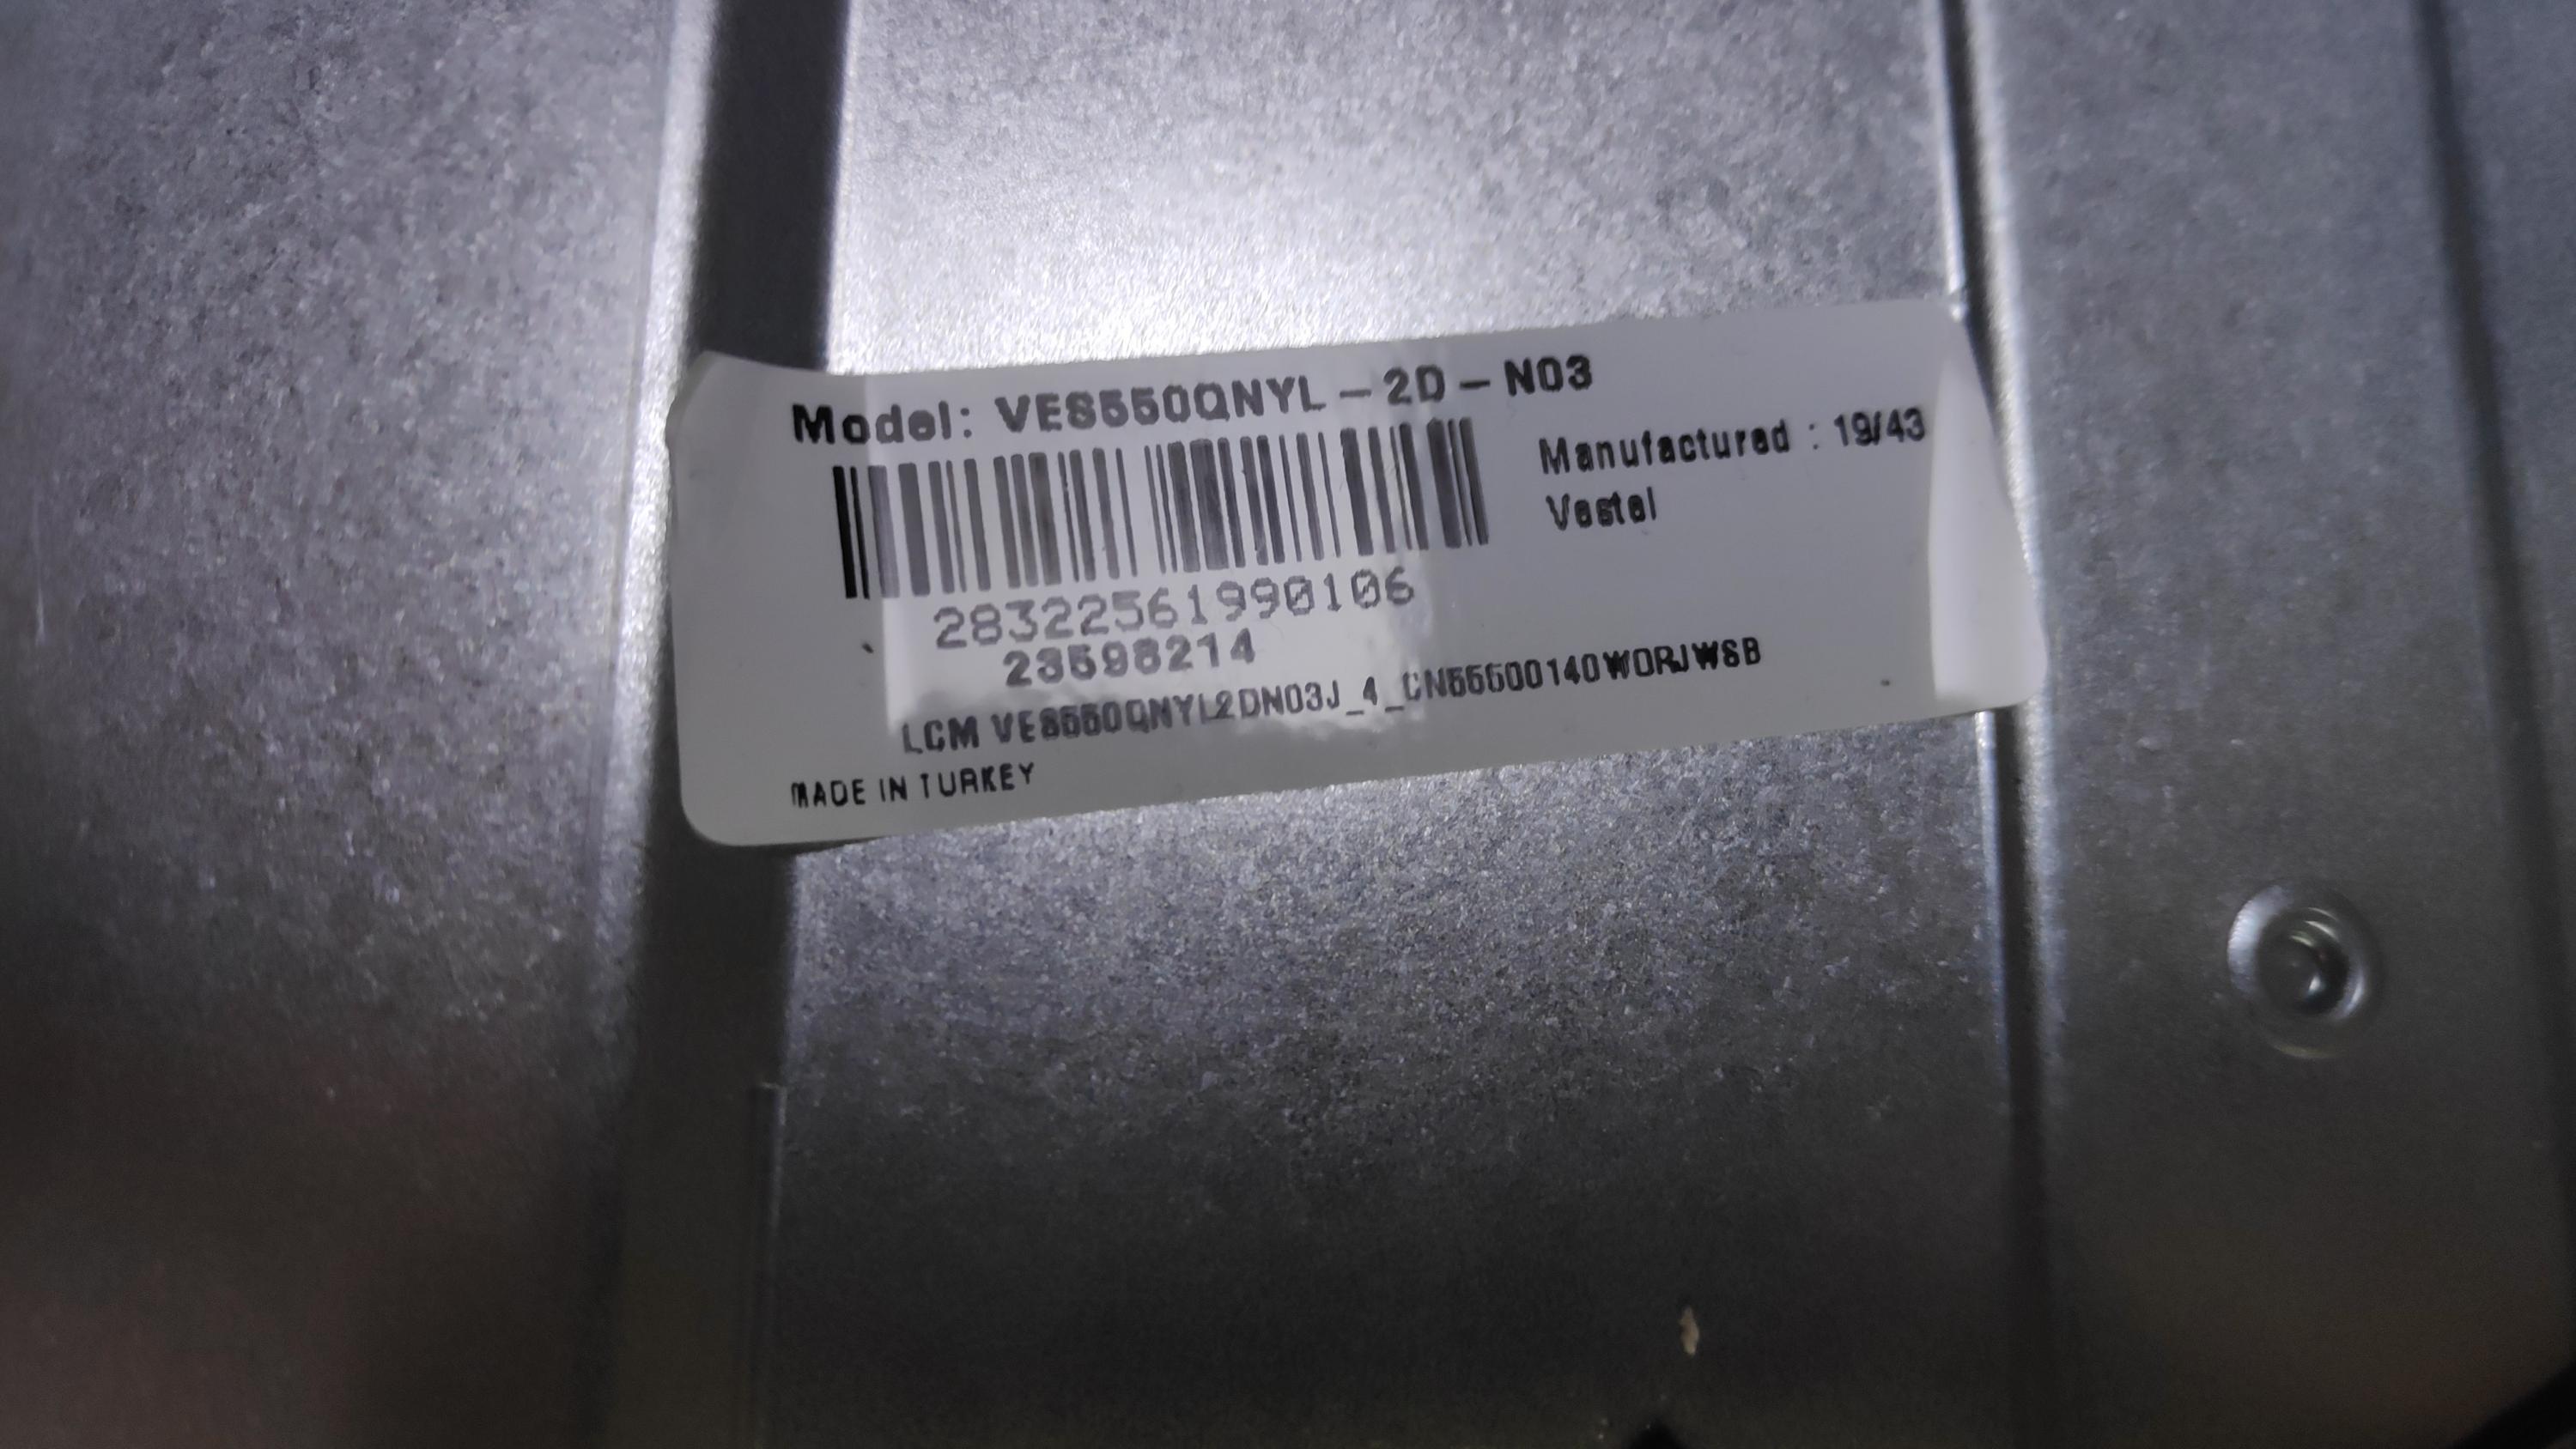 Model: VES550QNYL-2D-N03
Manufactured : 19/43
Vestel
28322561990106
23598214
LCM VES550QNYL2DN03J_4_CN55500140WORJWSB
MADE IN TURKEY